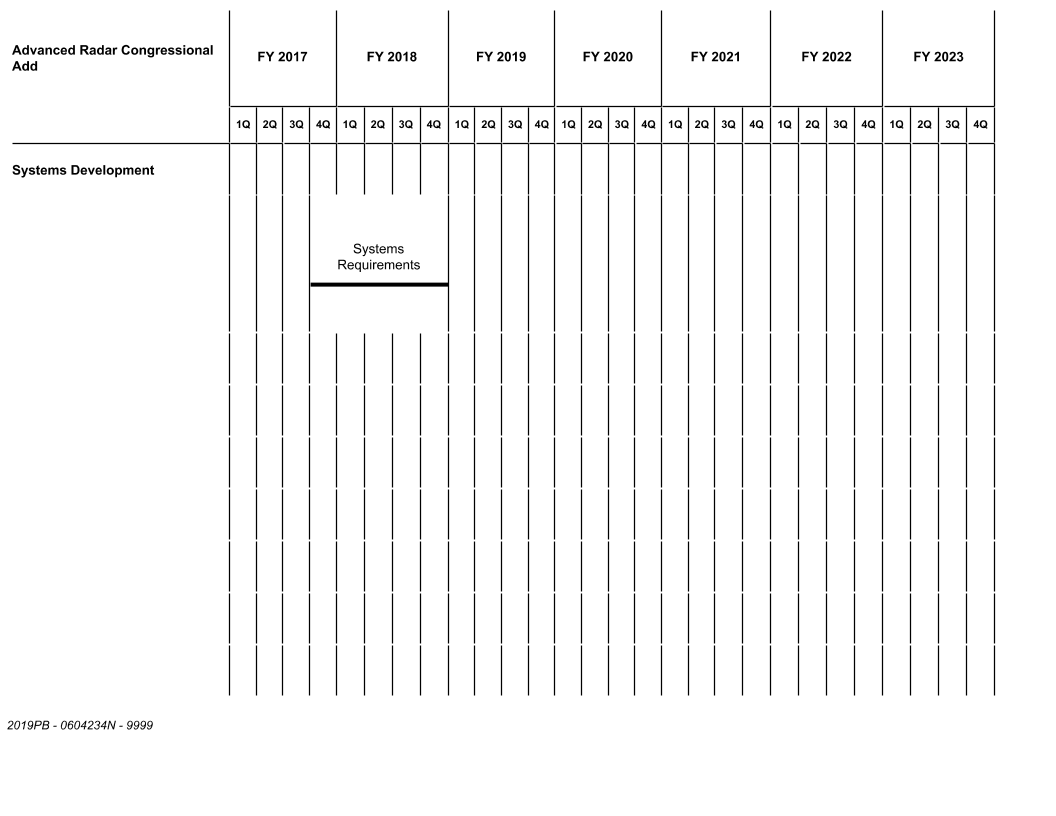 Advanced Radar Congressional
Add
FY 2017 FY 2018 FY 2019 FY 2020 FY 2021 FY 2022 FY 2023
1Q 2Q 3Q 4Q 1Q 2Q 3Q 4Q 1Q 2Q 3Q 4Q 1Q 2Q 3Q 4Q 1Q 2Q 3Q 4Q 1Q 2Q 3Q 4Q 1Q 2Q 3Q 4Q
Systems Development
Systems
Requirements
2019PB - 0604234N - 9999